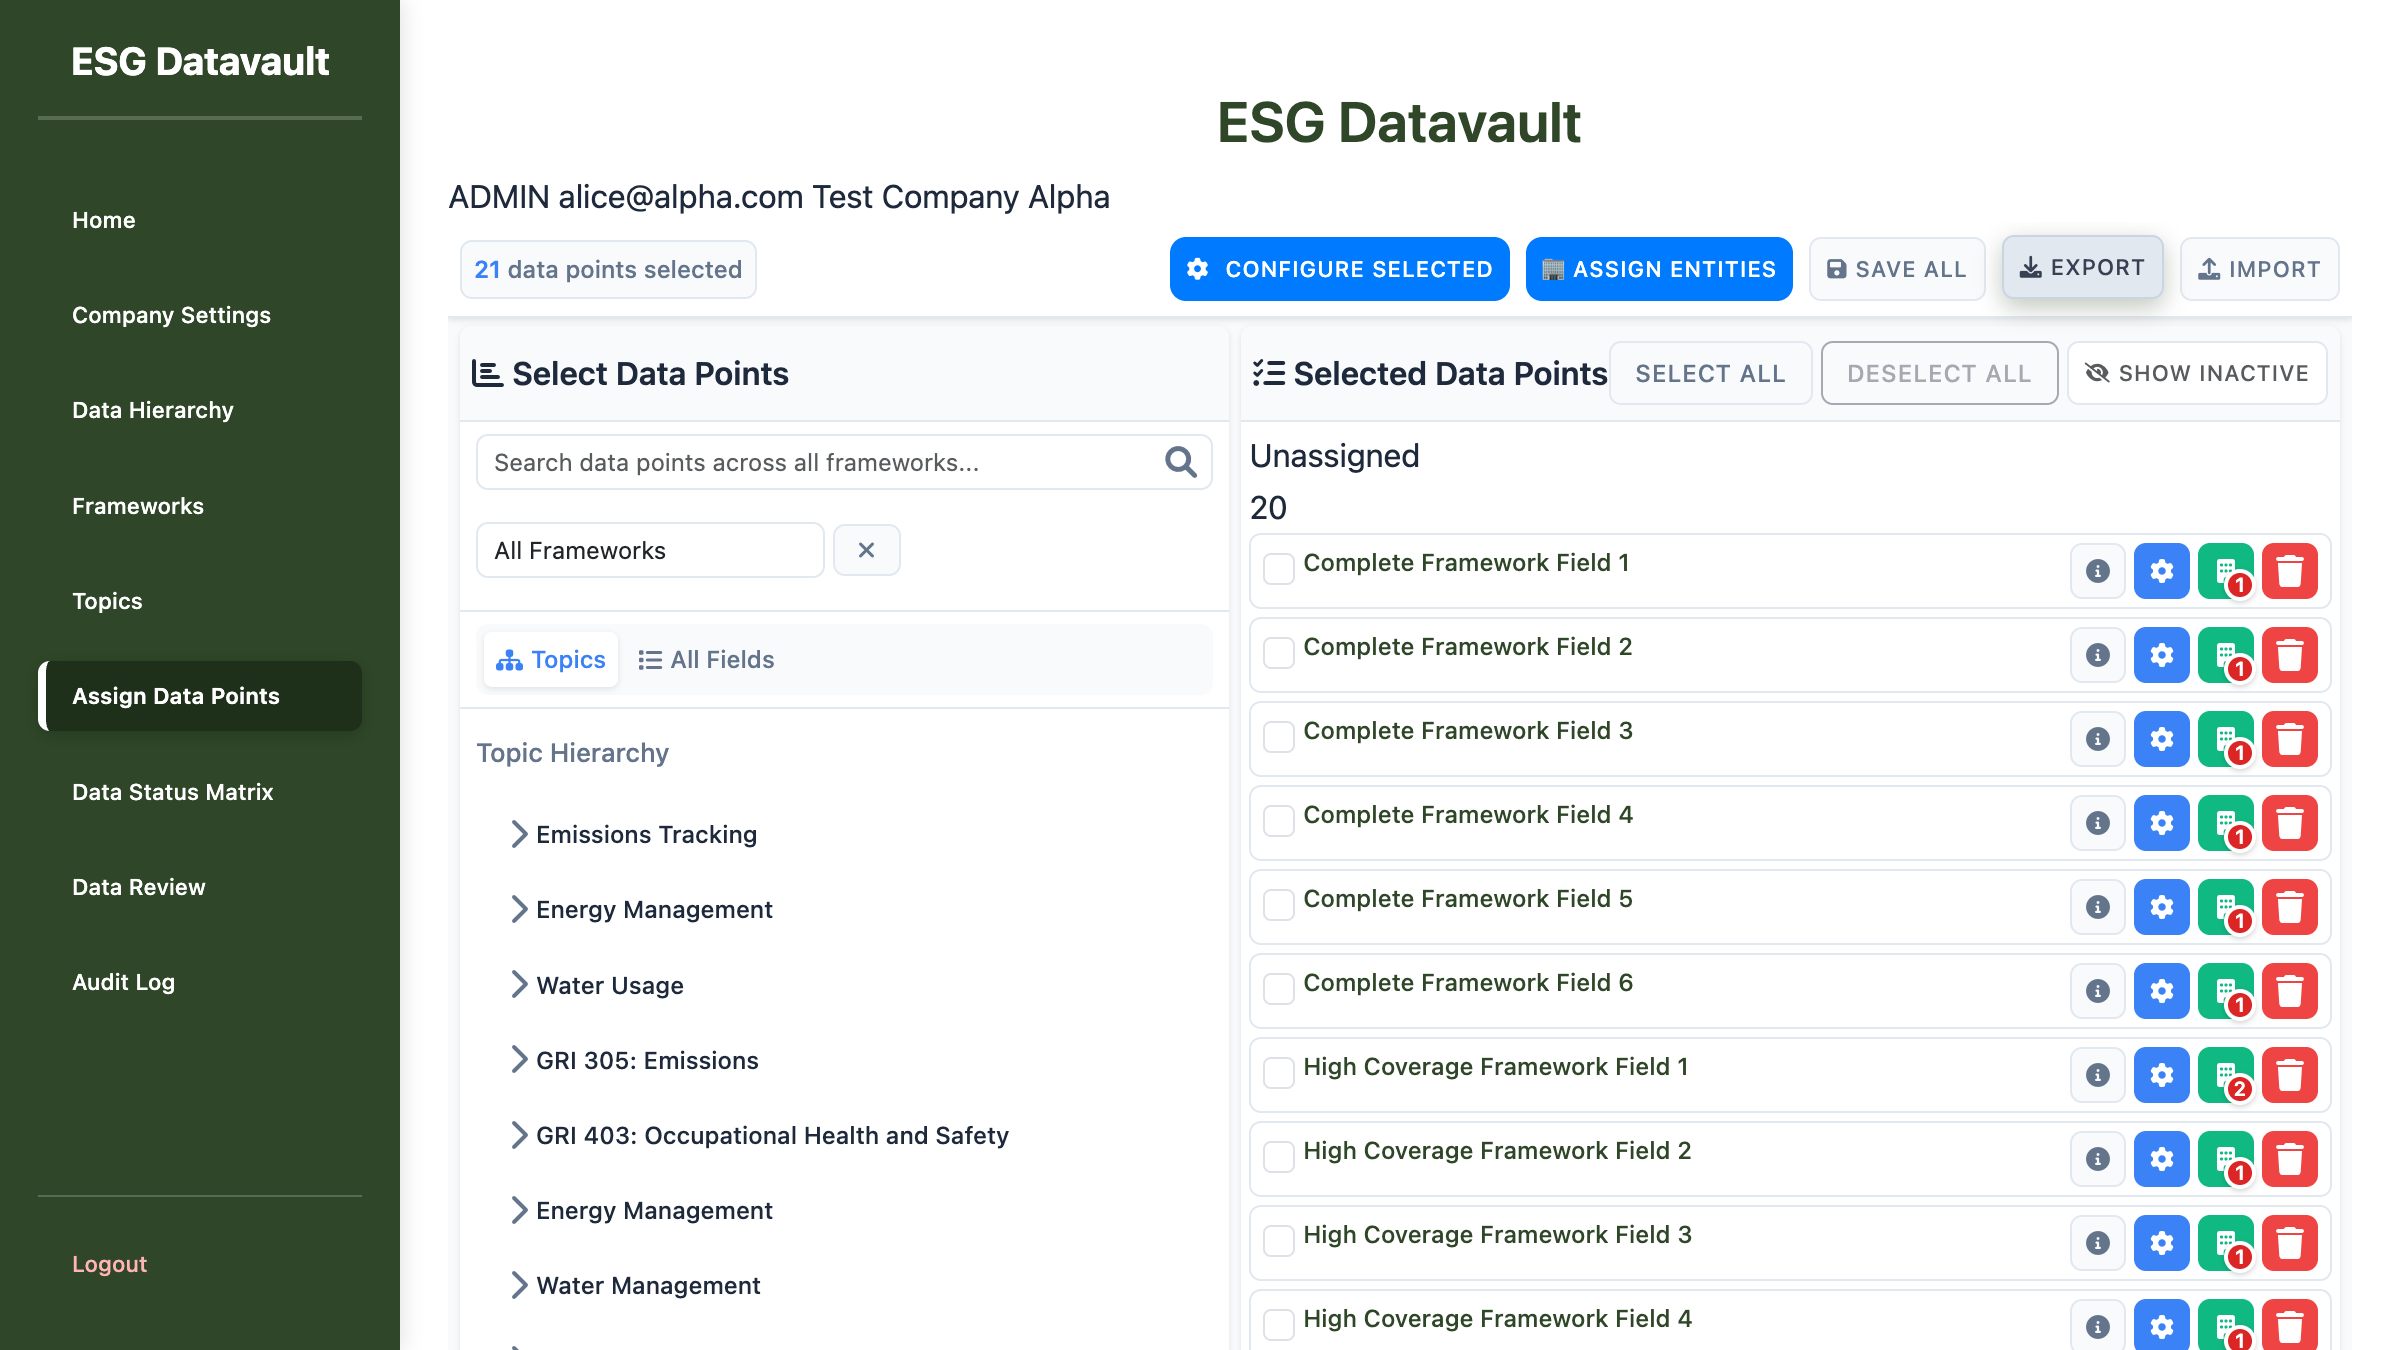 ESG Datavault
Home
Company Settings
Data Hierarchy
Frameworks
Topics
Assign Data Points
Data Status Matrix
Data Review
Audit Log
Logout
ESG Datavault
ADMIN alice@alpha.com Test Company Alpha
21 data points selected
CONFIGURE SELECTED
ASSIGN ENTITIES
SAVE ALL
EXPORT
IMPORT
Select Data Points
Search data points across all frameworks...
All Frameworks
Topics
All Fields
Topic Hierarchy
Emissions Tracking
Energy Management
Water Usage
GRI 305: Emissions
GRI 403: Occupational Health and Safety
Energy Management
Water Management
Selected Data Points
SELECT ALL
DESELECT ALL
SHOW INACTIVE
Unassigned
20
Complete Framework Field 1
1
Complete Framework Field 2
1
Complete Framework Field 3
1
Complete Framework Field 4
1
Complete Framework Field 5
1
Complete Framework Field 6
1
High Coverage Framework Field 1
2
High Coverage Framework Field 2
1
High Coverage Framework Field 3
1
High Coverage Framework Field 4
1